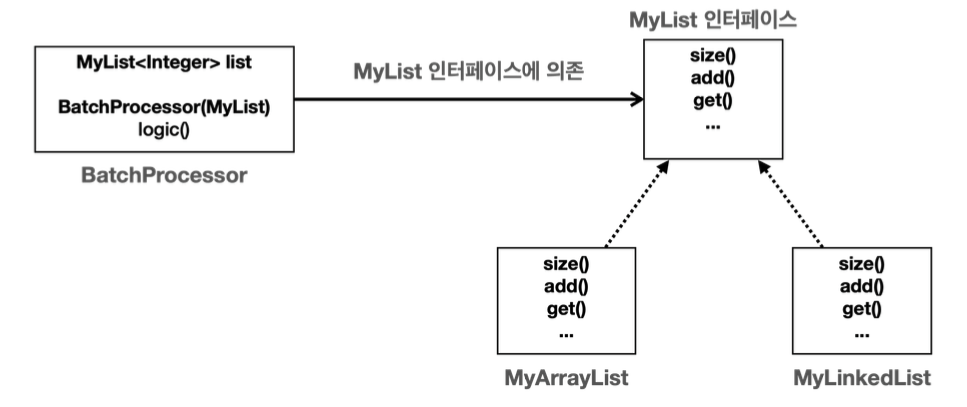 MyList 인터페이스
MyList<Integer> list
BatchProcessor(MyList)
logic()
BatchProcessor
MyList 인터페이스에 의존
size()
add()
get()
...
size()
add()
get()
...
MyArrayList
size()
add()
get()
...
MyLinkedList